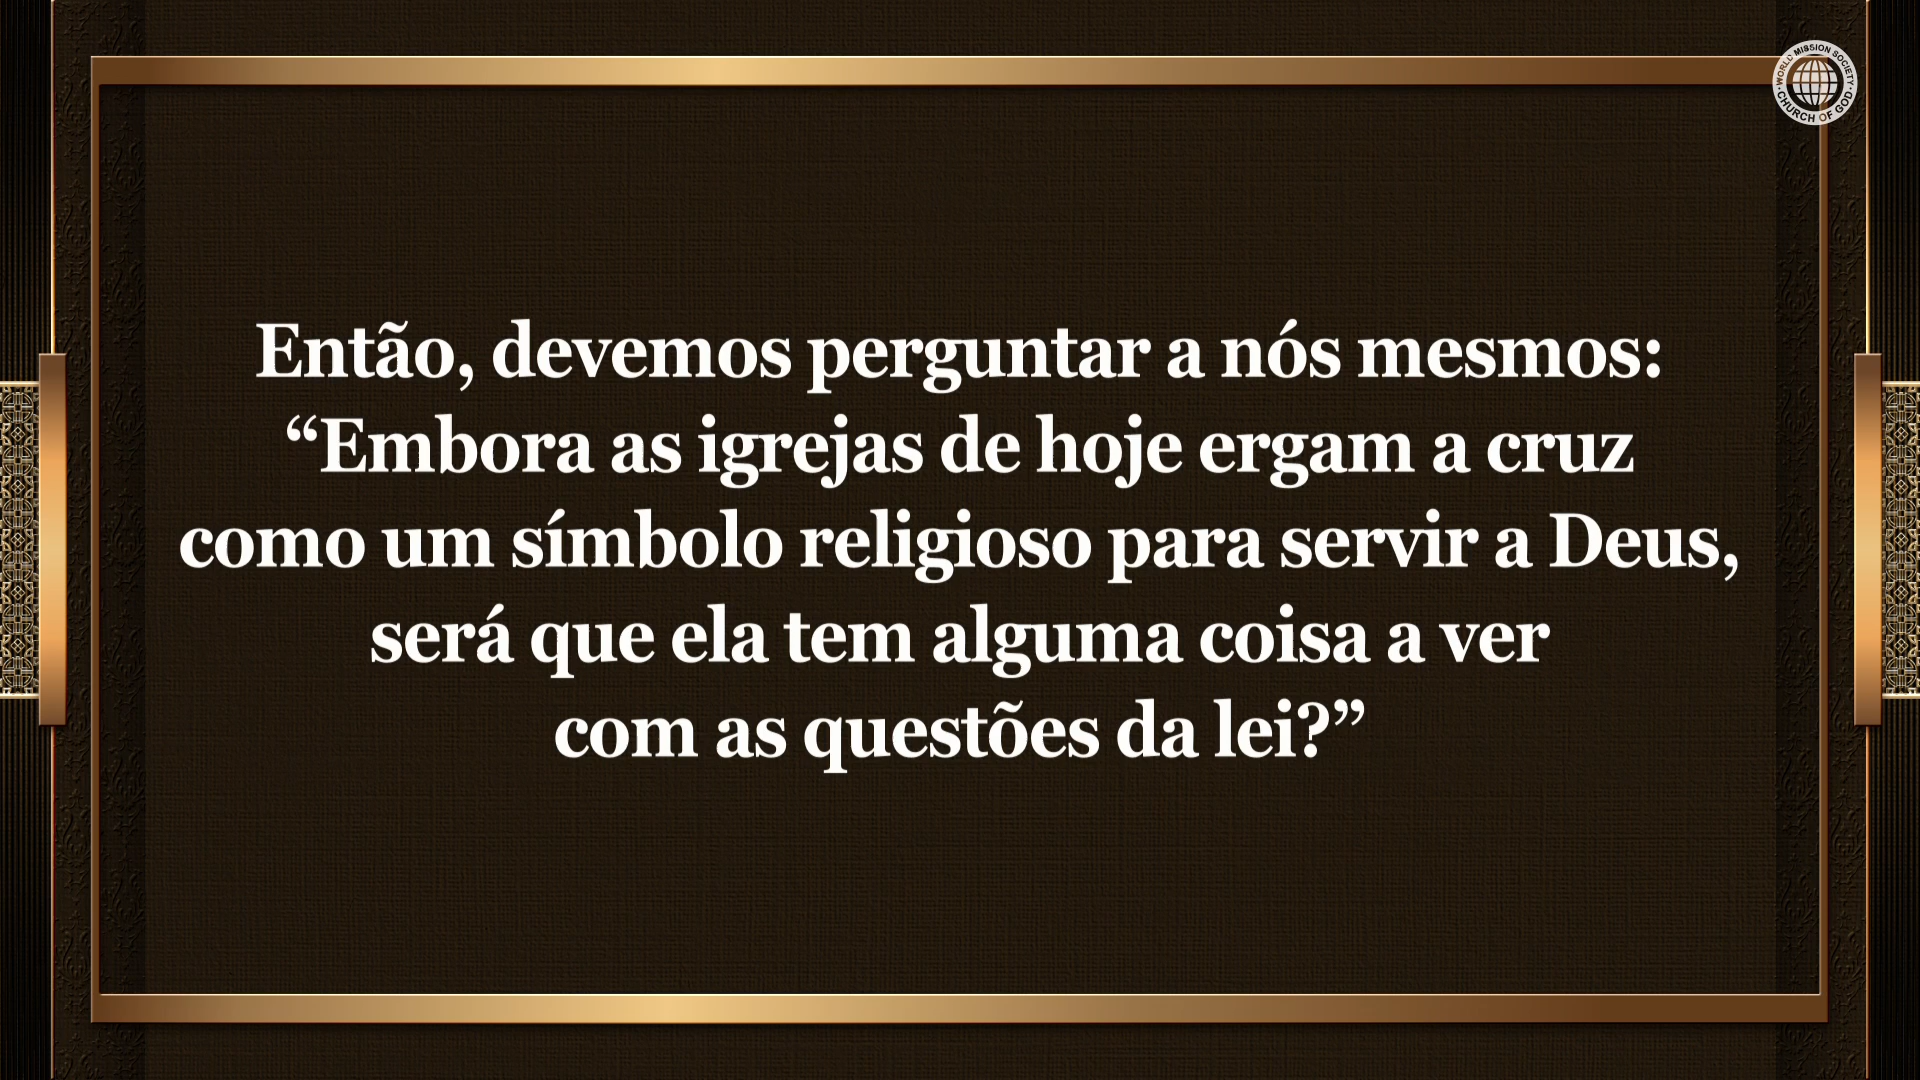 WORLD MISSION SOCIETY
CHURCH OF GOD
Então, devemos perguntar a nós mesmos:
“Embora as igrejas de hoje ergam a cruz
como um símbolo religioso para servir a Deus,
será que ela tem alguma coisa a ver
com as questões da lei?”